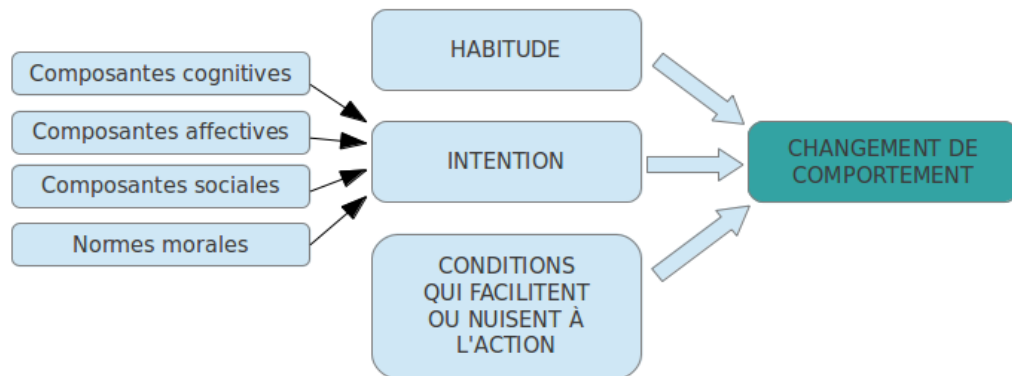 Composantes cognitives
Composantes affectives
Composantes sociales
Normes morales
HABITUDE
INTENTION
CONDITIONS
QUI FACILITENT
OU NUISENT À
L'ACTION
CHANGEMENT DE
COMPORTEMENT